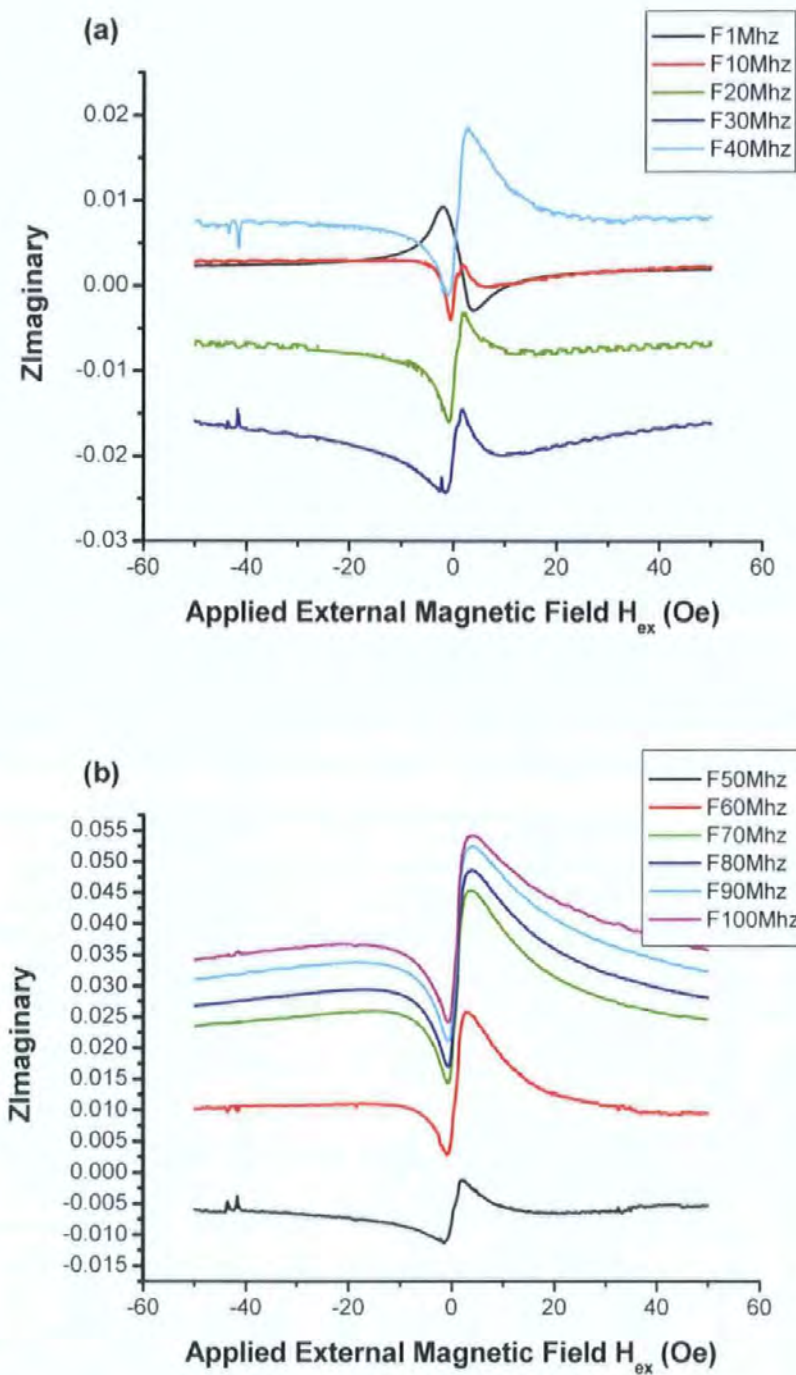 (a)
F1Mhz
F10Mhz
F20Mhz
F30Mhz
F40Mhz
0.02
0.01
0.00
-0.01
-0.02
-0.03
ZImaginary
-60
-40
-20
0
20
40
60
Applied External Magnetic Field Hex (Oe)
(b)
F50Mhz
F60Mhz
F70Mhz
F80Mhz
F90Mhz
F100Mhz
0.055
0.050
0.045
0.040
0.035
0.030
0.025
0.020
0.015
0.010
0.005
0.000
-0.005
-0.010
-0.015
ZImaginary
-60
-40
-20
0
20
40
60
Applied External Magnetic Field Hex (Oe)